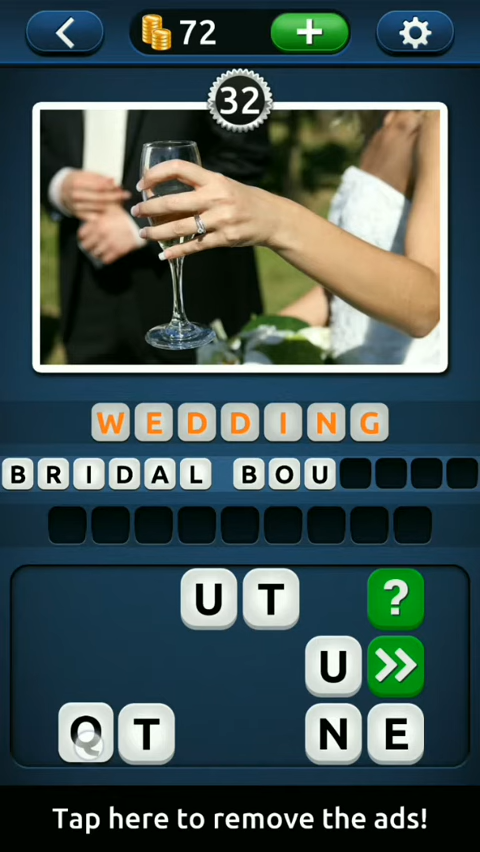 72 +
32
WEDDING
BRIDAL BOU
U T ?
U
Q T N E
Tap here to remove the ads!